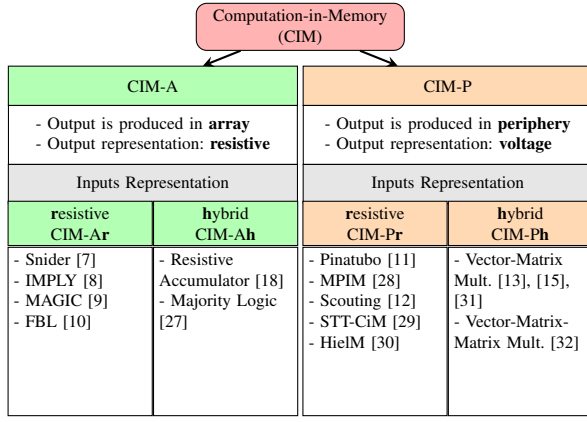 Computation-in-Memory
(CIM)
CIM-A
- Output is produced in array
- Output representation: resistive
Inputs Representation
resistive
CIM-Ar
hybrid
CIM-Ah
- Snider [7]
- IMPLY [8]
- MAGIC [9]
- FBL [10]
- Resistive
Accumulator [18]
- Majority Logic
[27]
CIM-P
- Output is produced in periphery
- Output representation: voltage
Inputs Representation
resistive
CIM-Pr
hybrid
CIM-Ph
- Pinatubo [11]
- MPIM [28]
- Scouting [12]
- STT-CiM [29]
- HielM [30]
- Vector-Matrix
Mult. [13], [15],
[31]
- Vector-Matrix-
Matrix Mult. [32]